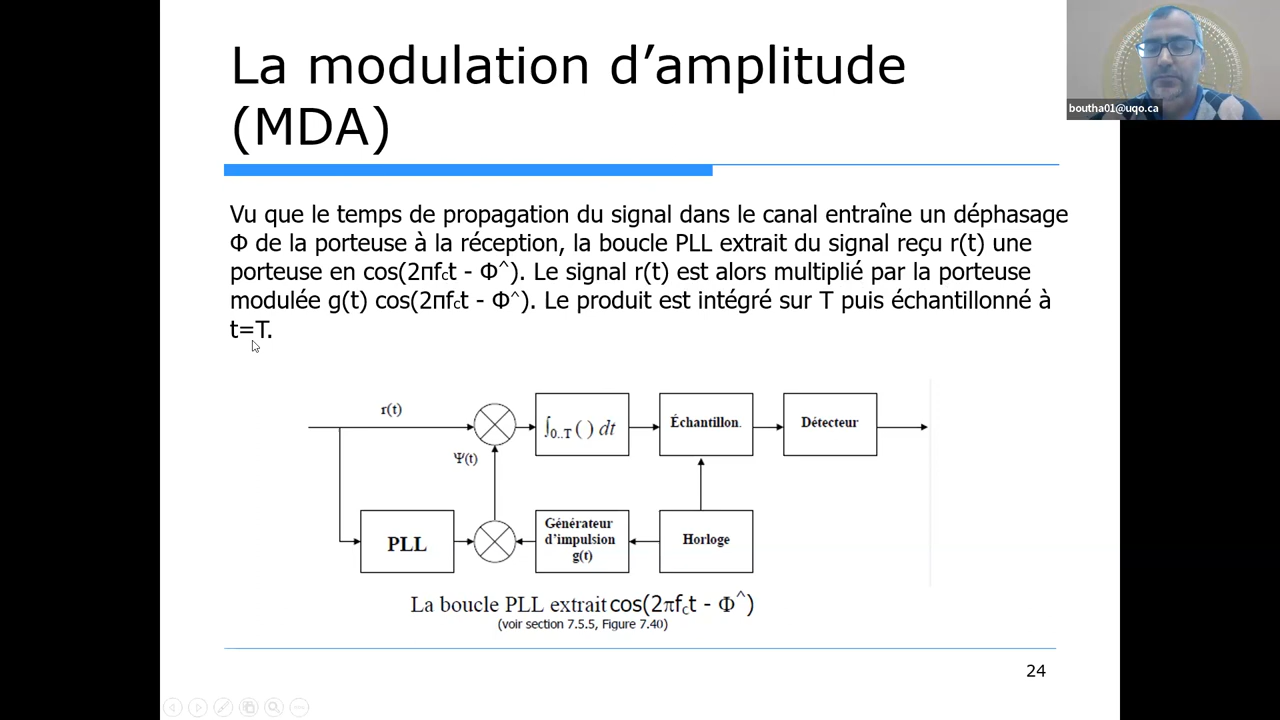 La modulation d’amplitude
(MDA)
boutha01@uqo.ca
Vu que le temps de propagation du signal dans le canal entraîne un déphasage
Φ de la porteuse à la réception, la boucle PLL extrait du signal reçu r(t) une
porteuse en cos(2πfct - Φ^). Le signal r(t) est alors multiplié par la porteuse
modulée g(t) cos(2πfct - Φ^). Le produit est intégré sur T puis échantillonné à
t=T.
r(t)
∫0..T ( ) dt
Échantillon.
Détecteur
Ψ(t)
PLL
Générateur
d’impulsion
g(t)
Horloge
La boucle PLL extrait cos(2πfct - Φ^)
(voir section 7.5.5, Figure 7.40)
24